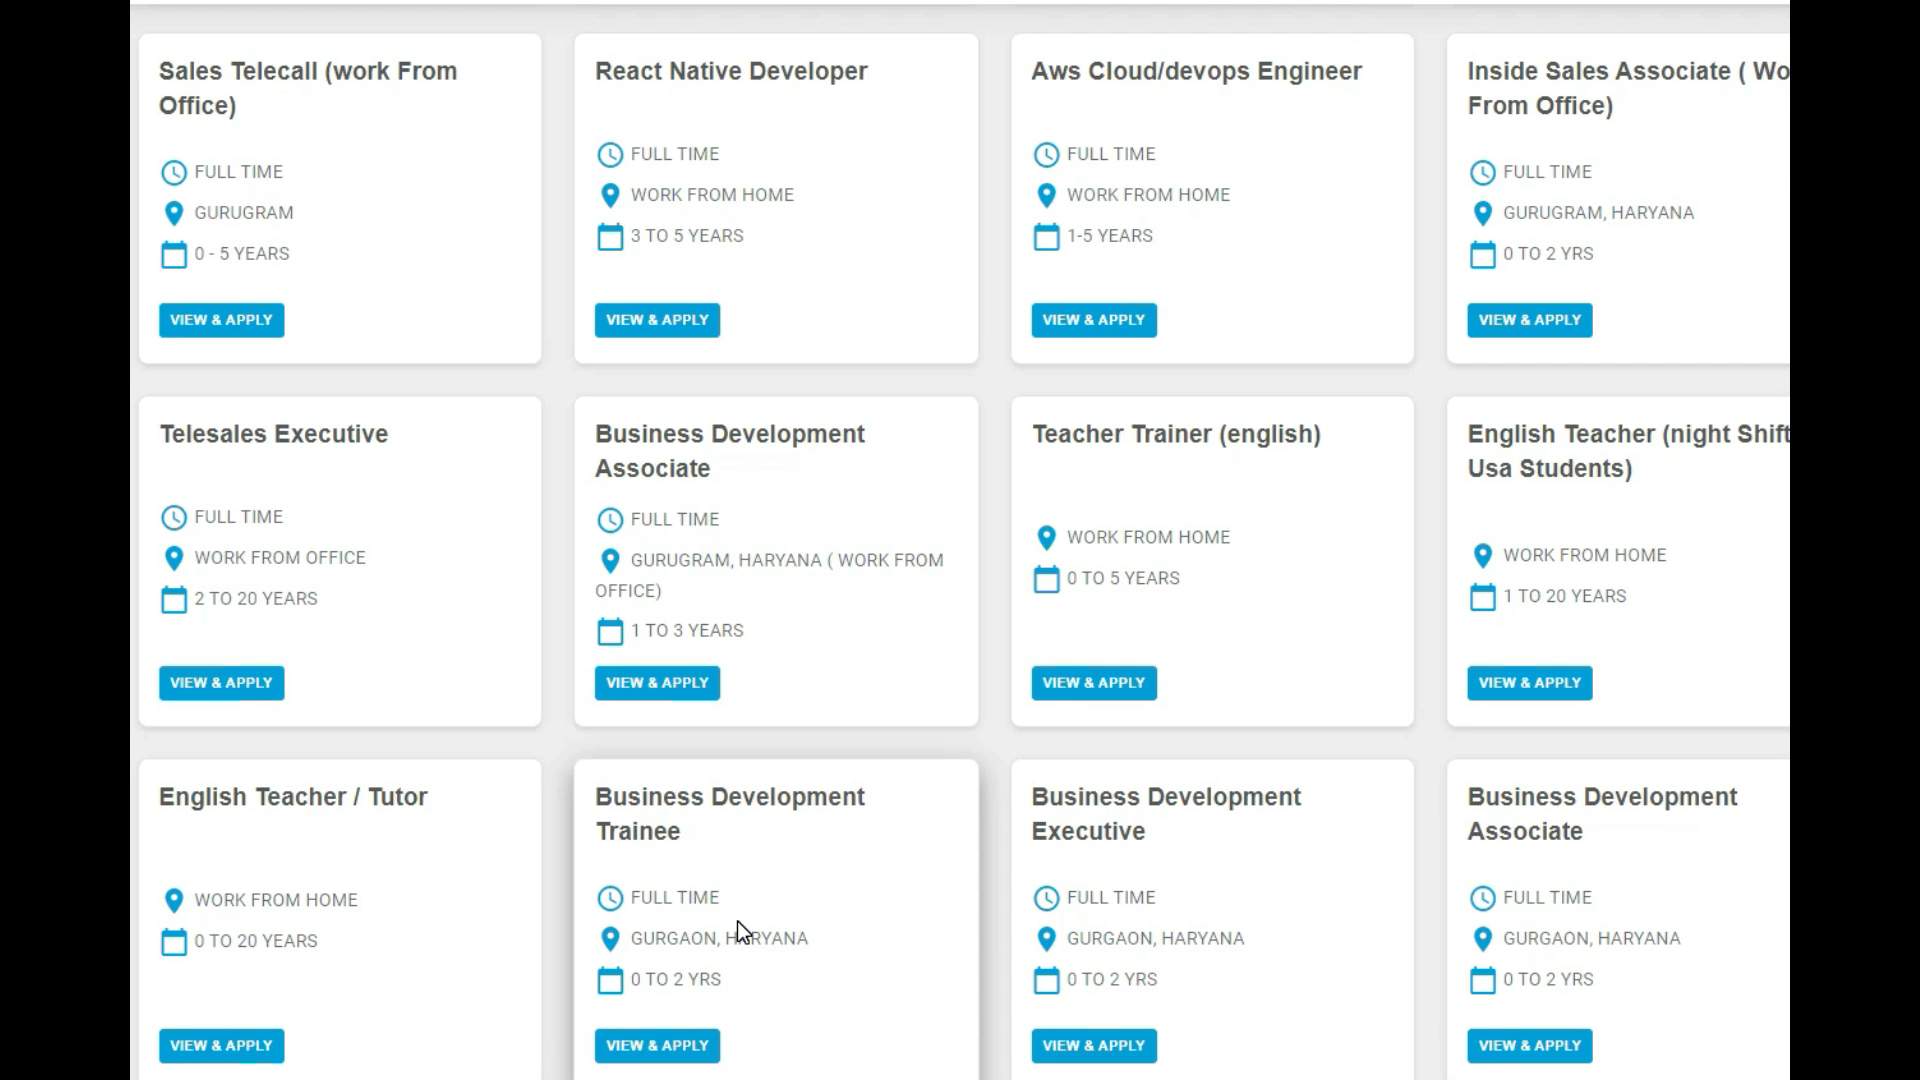 Sales Telecall (work From
Office)
FULL TIME
GURUGRAM
0 - 5 YEARS
VIEW & APPLY
React Native Developer
FULL TIME
WORK FROM HOME
3 TO 5 YEARS
VIEW & APPLY
Aws Cloud/devops Engineer
FULL TIME
WORK FROM HOME
1-5 YEARS
VIEW & APPLY
Inside Sales Associate ( Wo
From Office)
FULL TIME
GURUGRAM, HARYANA
0 TO 2 YRS
VIEW & APPLY
Telesales Executive
FULL TIME
WORK FROM OFFICE
2 TO 20 YEARS
VIEW & APPLY
Business Development
Associate
FULL TIME
GURUGRAM, HARYANA ( WORK FROM
OFFICE)
1 TO 3 YEARS
VIEW & APPLY
Teacher Trainer (english)
WORK FROM HOME
0 TO 5 YEARS
VIEW & APPLY
English Teacher (night Shift
Usa Students)
WORK FROM HOME
1 TO 20 YEARS
VIEW & APPLY
English Teacher / Tutor
WORK FROM HOME
0 TO 20 YEARS
VIEW & APPLY
Business Development
Trainee
FULL TIME
GURGAON, HARYANA
0 TO 2 YRS
VIEW & APPLY
Business Development
Executive
FULL TIME
GURGAON, HARYANA
0 TO 2 YRS
VIEW & APPLY
Business Development
Associate
FULL TIME
GURGAON, HARYANA
0 TO 2 YRS
VIEW & APPLY